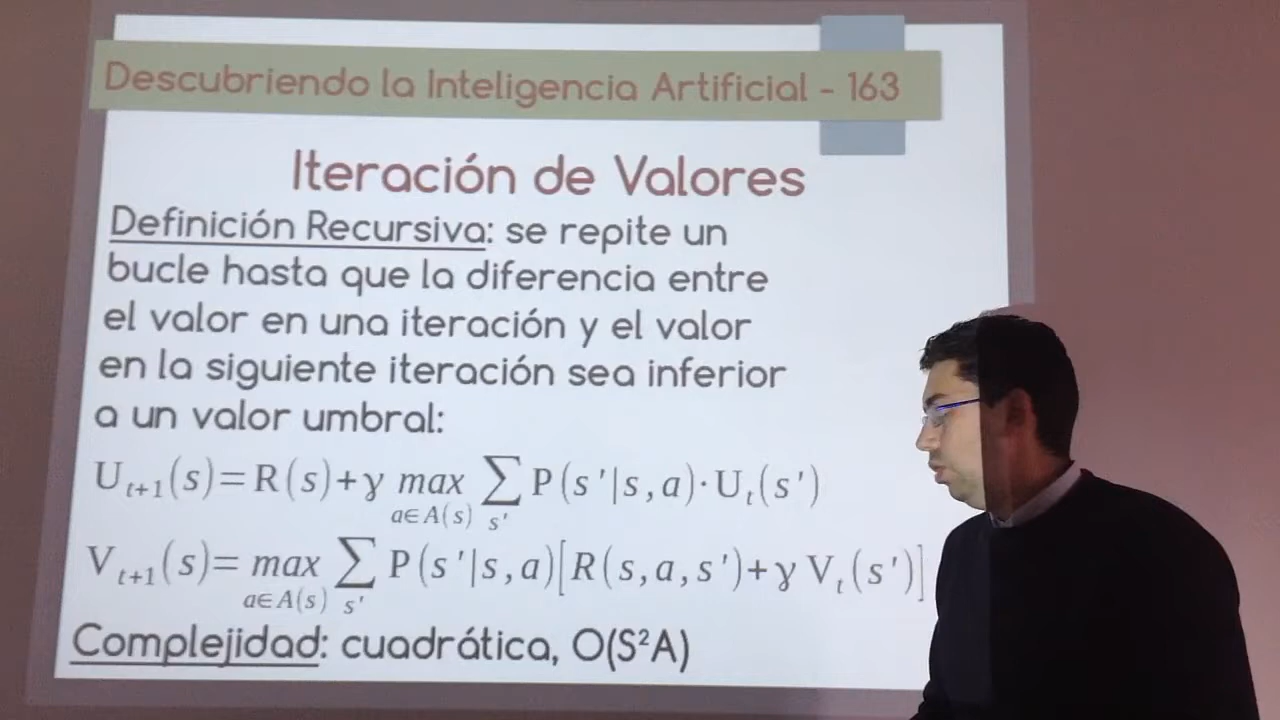 Descubriendo la Inteligencia Artificial - 163
Iteración de Valores
Definición Recursiva: se repite un
bucle hasta que la diferencia entre
el valor en una iteración y el valor
en la siguiente iteración sea inferior
a un valor umbral:
U_{t+1}(s)=R(s)+γ max_{a∈A(s)} ∑_{s'} P(s'|s,a)·U_t(s')
V_{t+1}(s)= max_{a∈A(s)} ∑_{s'} P(s'|s,a)[R(s,a,s')+γ V_t(s')]
Complejidad: cuadrática, O(S²A)